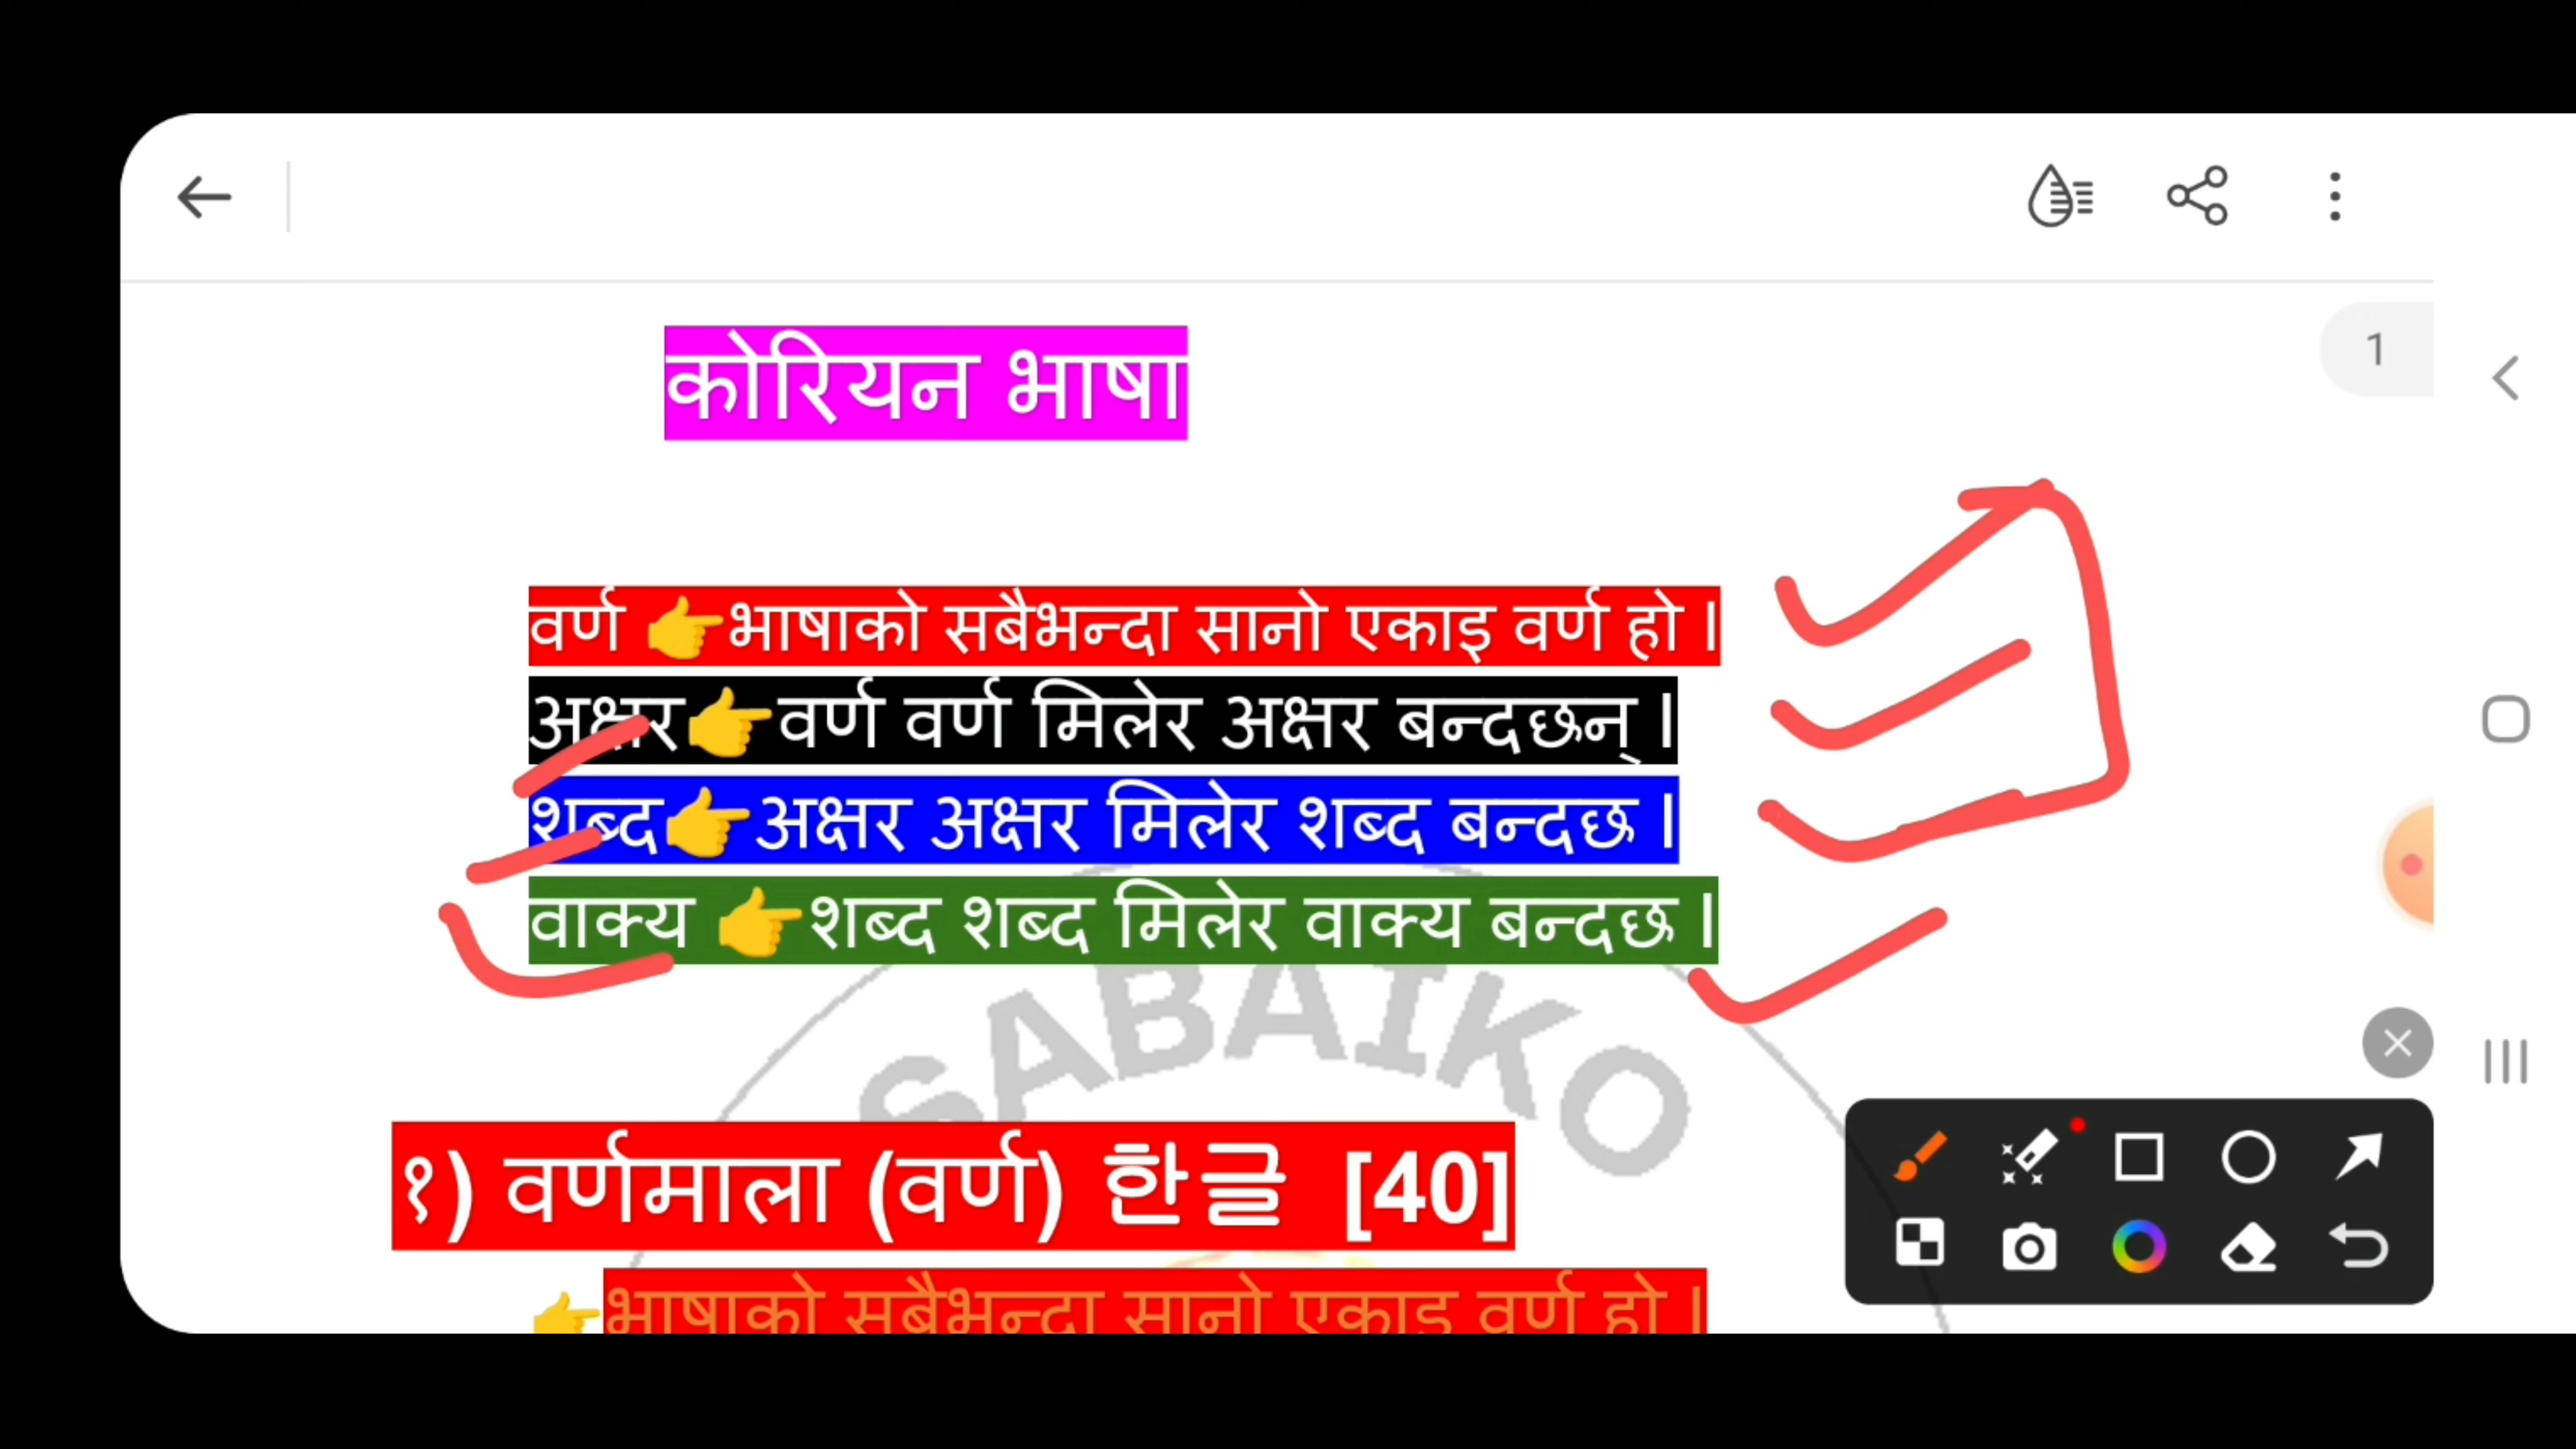 1
कोरियन भाषा
वर्ण 👉भाषाको सबैभन्दा सानो एकाइ वर्ण हो।
अक्षर👉वर्ण वर्ण मिलेर अक्षर बन्दछन्।
शब्द👉अक्षर अक्षर मिलेर शब्द बन्दछ।
वाक्य 👉शब्द शब्द मिलेर वाक्य बन्दछ।
SABAIKO
१) वर्णमाला (वर्ण) 한글 [40]
👉भाषाको सबैभन्दा सानो एकाइ वर्ण हो।